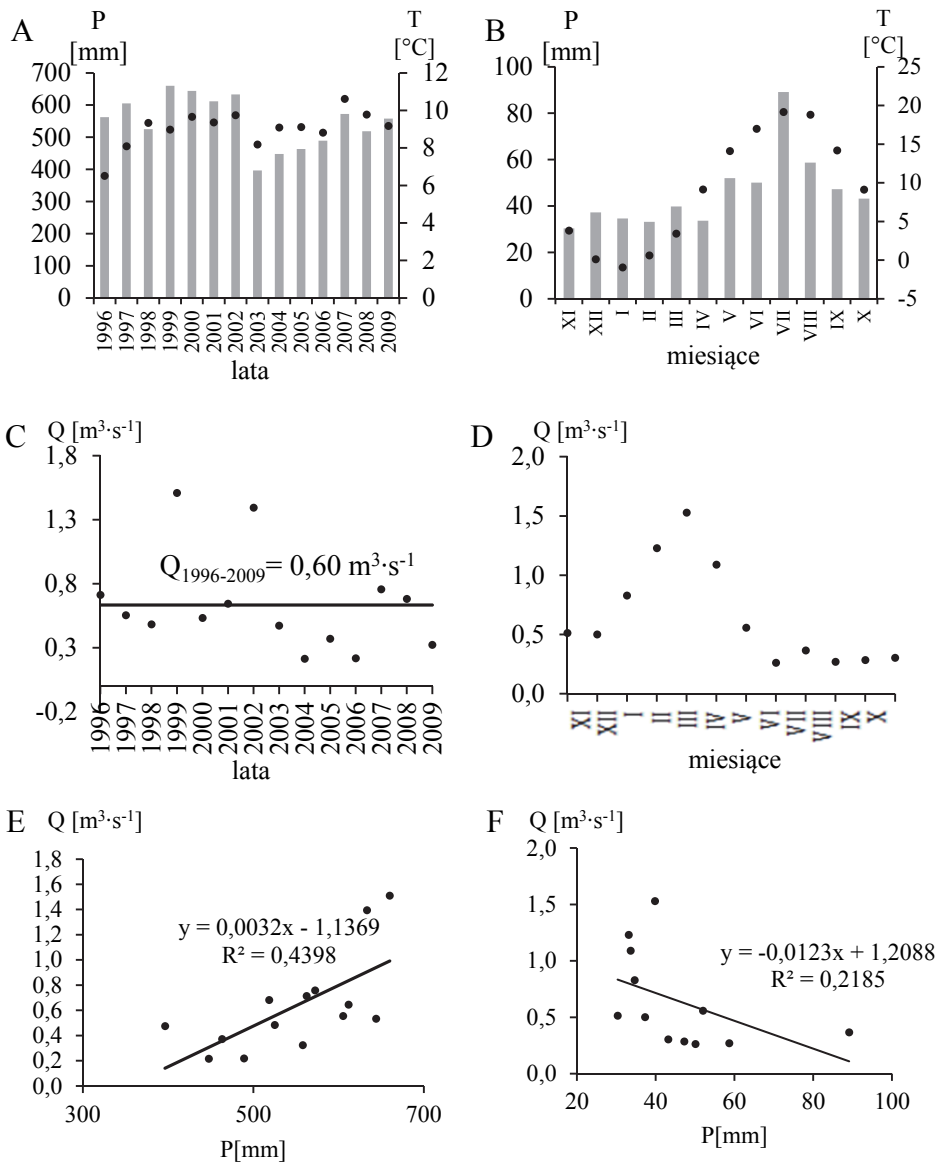 A
P
[mm]
T
[°C]
700
600
500
400
300
200
100
0
12
10
8
6
4
2
0
1996
1997
1998
1999
2000
2001
2002
2003
2004
2005
2006
2007
2008
2009
lata
B
P
[mm]
T
[°C]
100
80
60
40
20
0
25
20
15
10
5
0
-5
XI
XII
I
II
III
IV
V
VI
VII
VIII
IX
X
miesiące
C
Q [m³·s⁻¹]
1,8
1,3
0,8
0,3
-0,2
Q₁₉₉₆₋₂₀₀₉= 0,60 m³·s⁻¹
1996
1997
1998
1999
2000
2001
2002
2003
2004
2005
2006
2007
2008
2009
lata
D
Q [m³·s⁻¹]
2,0
1,5
1,0
0,5
0,0
XI
XII
I
II
III
IV
V
VI
VII
VIII
IX
X
miesiące
E
Q [m³·s⁻¹]
1,8
1,6
1,4
1,2
1,0
0,8
0,6
0,4
0,2
0,0
y = 0,0032x - 1,1369
R² = 0,4398
300
500
700
P[mm]
F
Q [m³·s⁻¹]
2,0
1,5
1,0
0,5
0,0
y = -0,0123x + 1,2088
R² = 0,2185
20
40
60
80
100
P[mm]